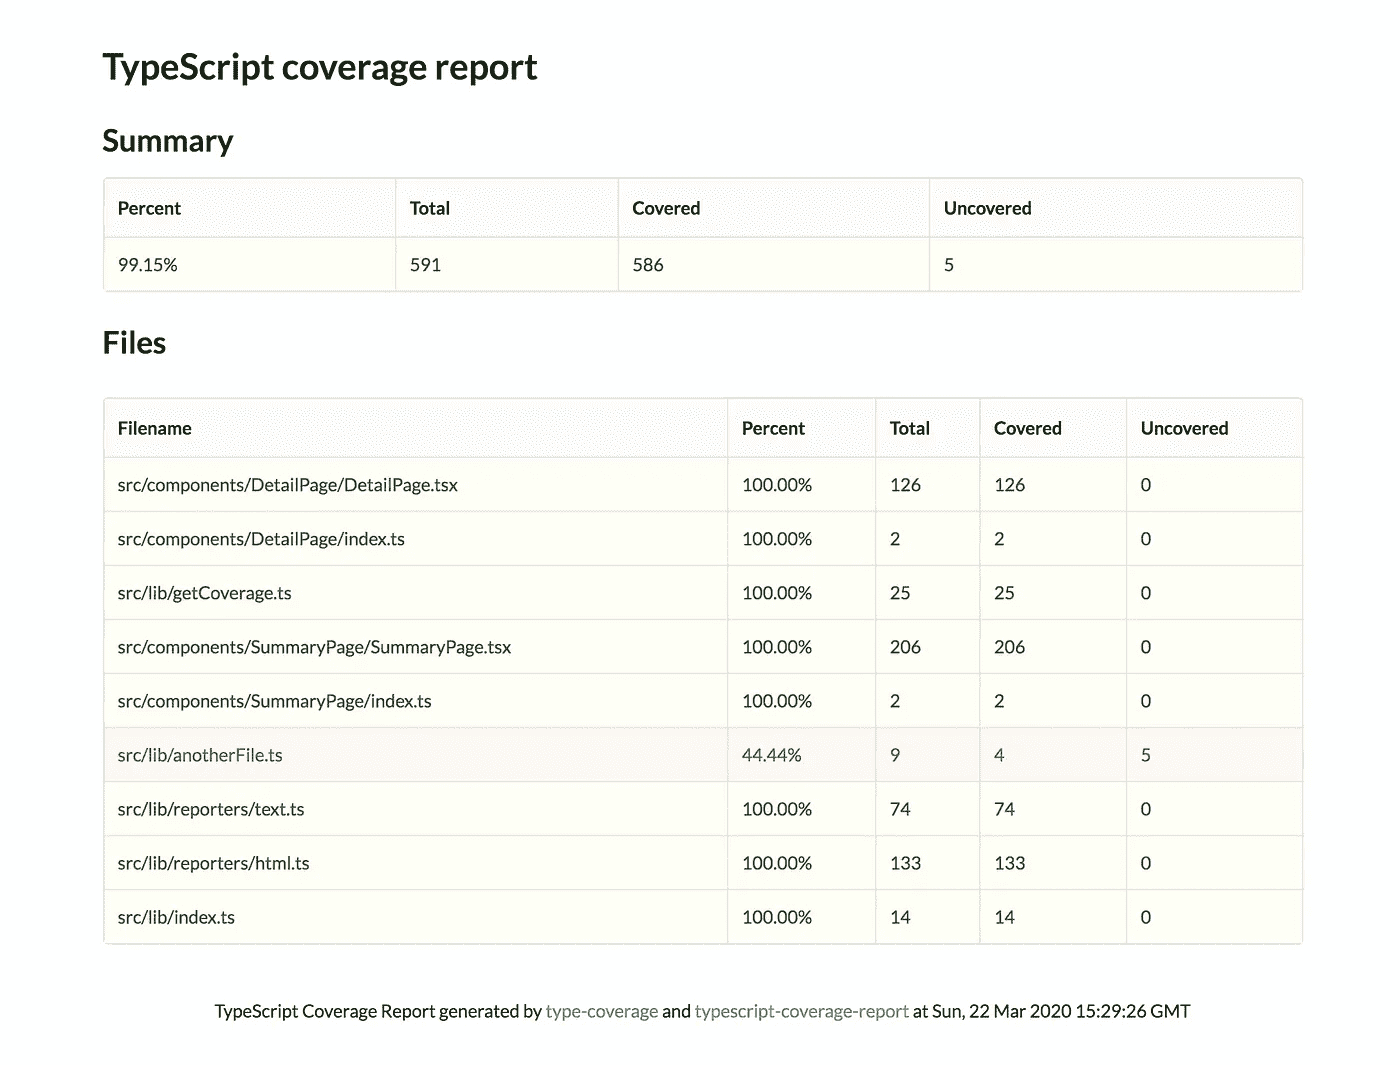 TypeScript coverage report
Summary
Percent Total Covered Uncovered
99.15% 591 586 5
Files
Filename Percent Total Covered Uncovered
src/components/DetailPage/DetailPage.tsx 100.00% 126 126 0
src/components/DetailPage/index.ts 100.00% 2 2 0
src/lib/getCoverage.ts 100.00% 25 25 0
src/components/SummaryPage/SummaryPage.tsx 100.00% 206 206 0
src/components/SummaryPage/index.ts 100.00% 2 2 0
src/lib/anotherFile.ts 44.44% 9 4 5
src/lib/reporters/text.ts 100.00% 74 74 0
src/lib/reporters/html.ts 100.00% 133 133 0
src/lib/index.ts 100.00% 14 14 0
TypeScript Coverage Report generated by type-coverage and typescript-coverage-report at Sun, 22 Mar 2020 15:29:26 GMT